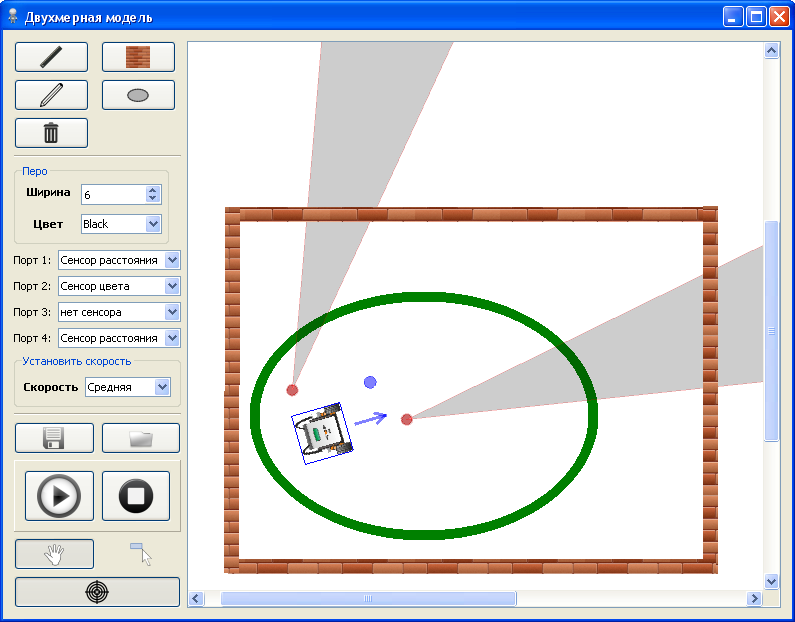 Двухмерная модель
Перо
Ширина 6
Цвет Black
Порт 1: Сенсор расстояния
Порт 2: Сенсор цвета
Порт 3: нет сенсора
Порт 4: Сенсор расстояния
Установить скорость
Скорость Средняя